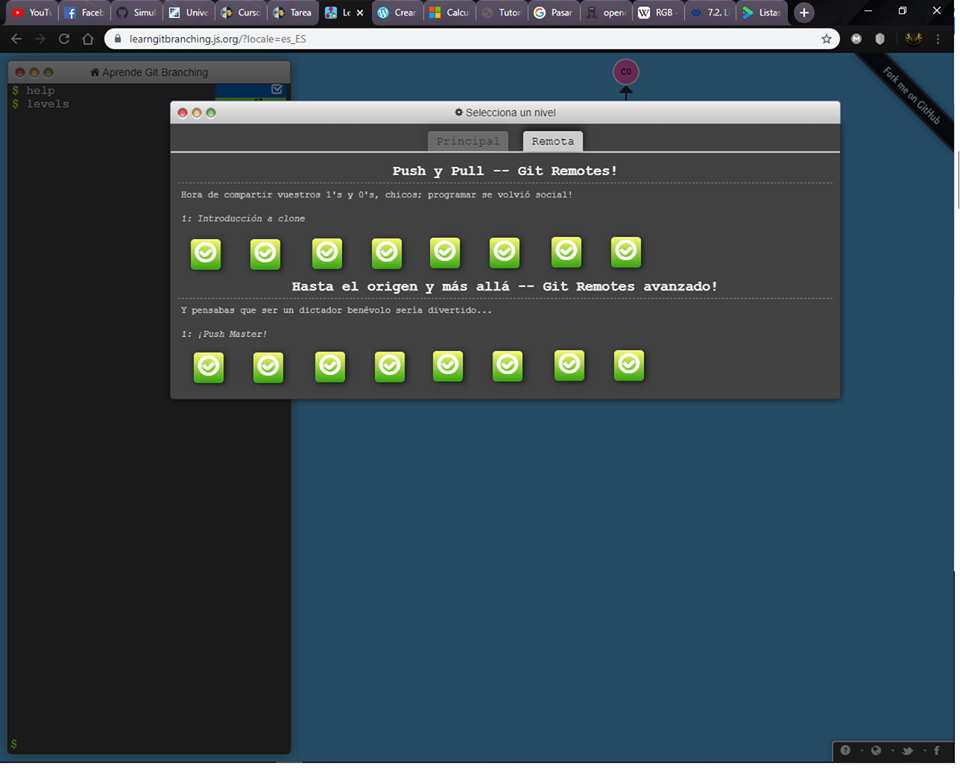 YouTu
Faceb
Simul
Unive
Curso
Tarea
Le
Crear
Calcu
Tutor
Pasar
opene
RGB -
7.2. Li
Listas
learngitbranching.js.org/?locale=es_ES
Aprende Git Branching
$ help
$ levels
C0
Fork me on GitHub
Selecciona un nivel
Principal
Remota
Push y Pull -- Git Remotes!
Hora de compartir vuestros 1's y 0's, chicos; programar se volvió social!
1: Introducción a clone
Hasta el origen y más allá -- Git Remotes avanzado!
Y pensabas que ser un dictador benévolo sería divertido...
1: ¡Push Master!
$